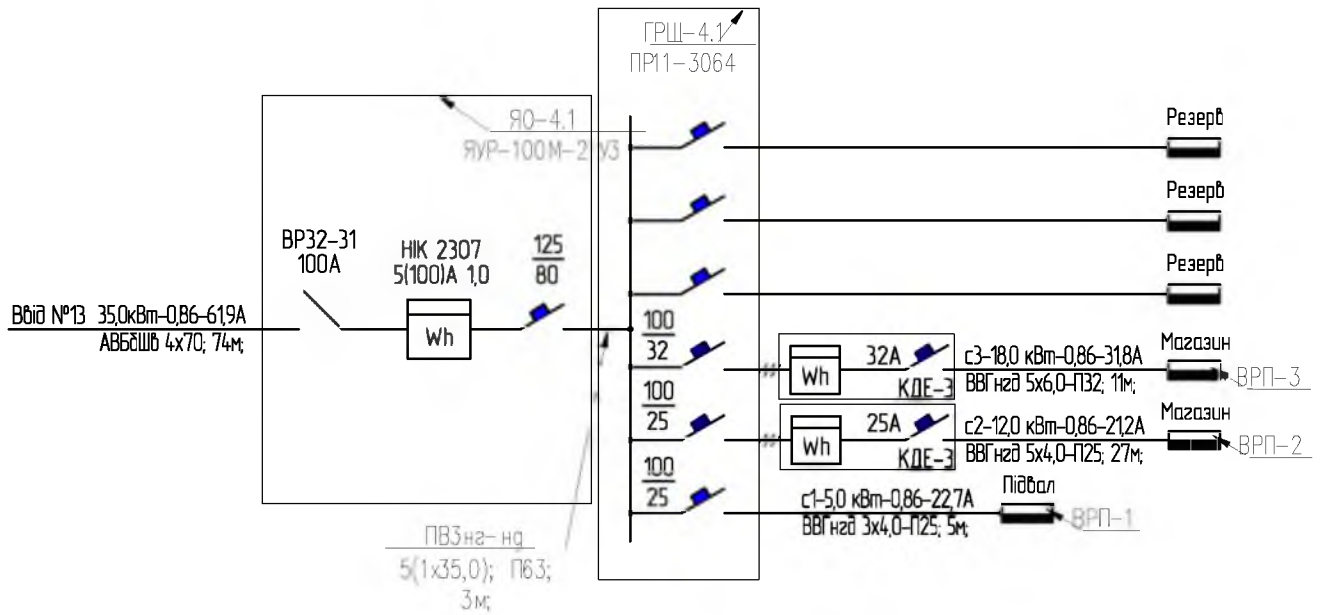 ГРЩ-4.1
ПР11-3064
ЯО-4.1
ЯУР-100М-2 УЗ
Резерв
Резерв
Резерв
ВР32-31
100А
НІК 2307
5(100)А 1,0
125
80
Wh
Ввід №13 35,0кВт-0,86-61,9А
АВБбШв 4х70; 74м;
100
32
Wh
32А
КДЕ-3
с3-18,0 кВт-0,86-31,8А
ВВГнгд 5х6,0-П32; 11м;
Магазин
ВРП-3
100
25
Wh
25А
КДЕ-3
с2-12,0 кВт-0,86-21,2А
ВВГнгд 5х4,0-П25; 27м;
Магазин
ВРП-2
100
25
с1-5,0 кВт-0,86-22,7А
ВВГнгд 3х4,0-П25; 5м;
Підвал
ВРП-1
ПВ3нг-нд
5(1х35,0); П63;
3м;